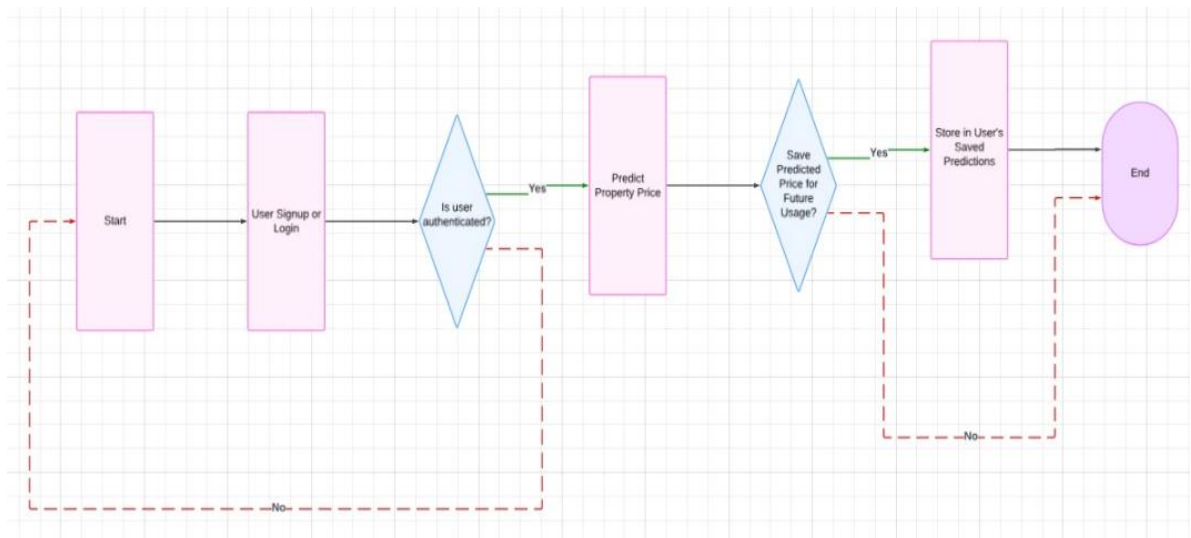 Start
User Signup or
Login
Is user
authenticated?
Yes
No
Predict
Property Price
Save
Predicted
Price for
Future
Usage?
Yes
No
Store in User's
Saved
Predictions
End